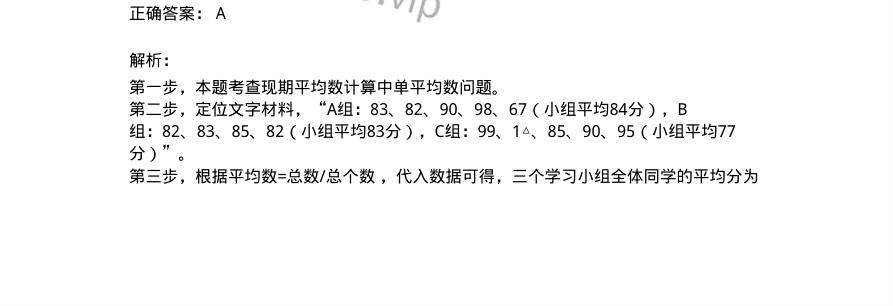 正确答案： A
解析：
第一步，本题考查现期平均数计算中单平均数问题。
第二步，定位文字材料，“A组：83、82、90、98、67（小组平均84分），B
组：82、83、85、82（小组平均83分），C组：99、1△、85、90、95（小组平均77
分）”。
第三步，根据平均数=总数/总个数 ，代入数据可得，三个学习小组全体同学的平均分为